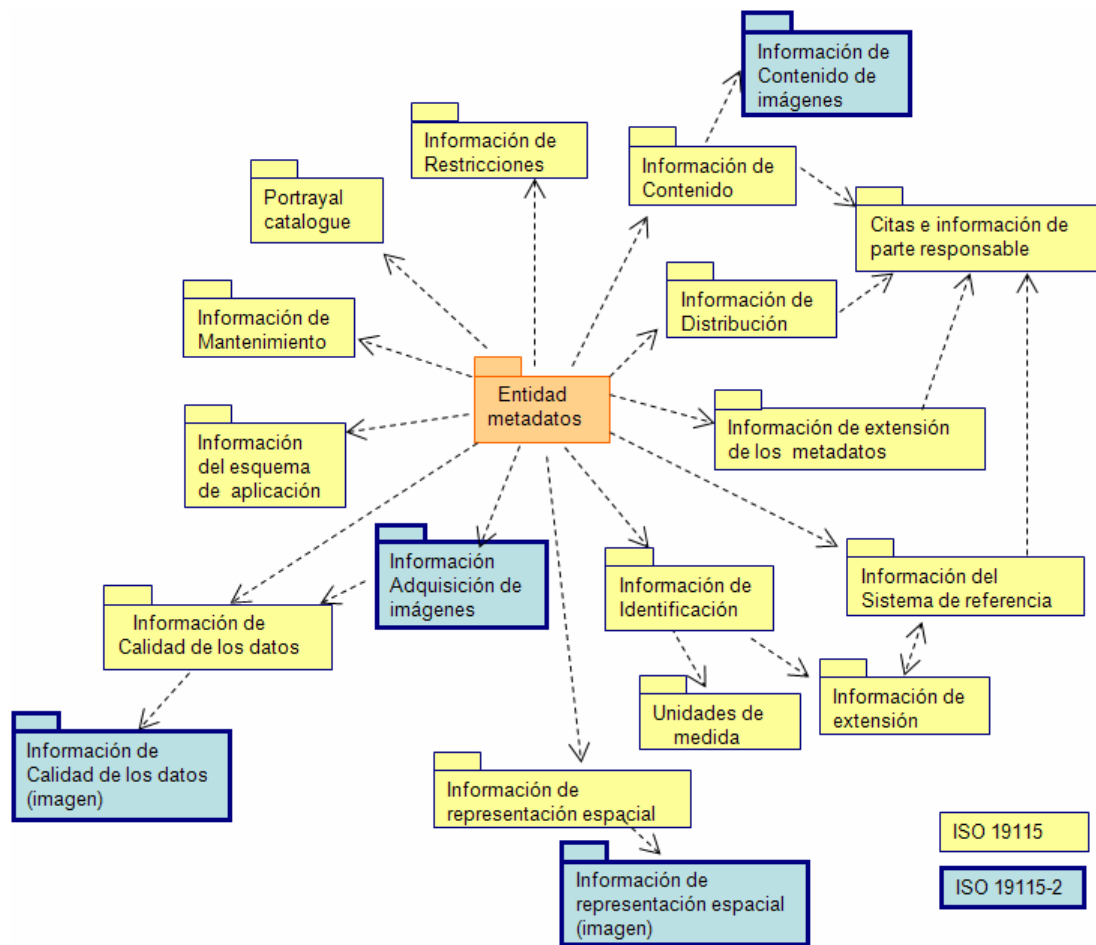 Información de
Contenido de
imágenes
Información de
Restricciones
Información de
Contenido
Portrayal
catalogue
Citas e información de
parte responsable
Información de
Mantenimiento
Información de
Distribución
Entidad
metadatos
Información de extensión
de los metadatos
Información
del esquema
de aplicación
Información
Adquisición de
imágenes
Información de
Identificación
Información del
Sistema de referencia
Información de
Calidad de los datos
Unidades de
medida
Información de
extensión
Información de
Calidad de los datos
(imagen)
Información de
representación espacial
ISO 19115
Información de
representación espacial
(imagen)
ISO 19115-2